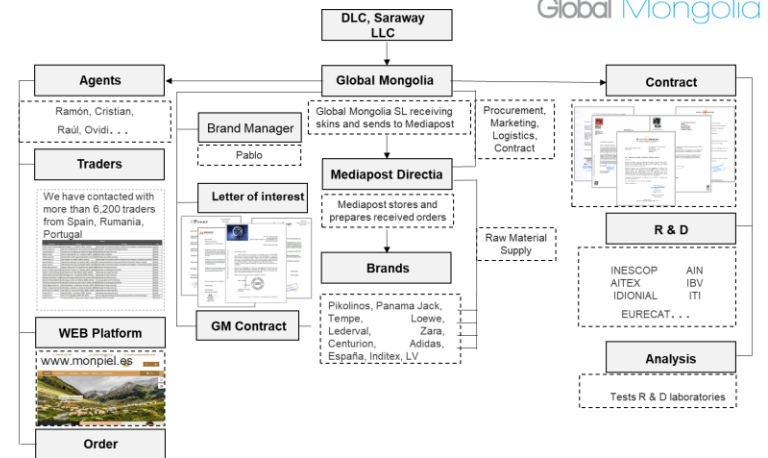 Global Mongolia
DLC, Saraway
LLC
Agents
Global Mongolia
Contract
Ramón, Cristian,
Raúl, Ovidi...
Brand Manager
Pablo
Global Mongolia SL receiving
skins and sends to Mediapost
Procurement,
Marketing,
Logistics,
Contract
Traders
We have contacted with
more than 6,200 traders
from Spain, Rumania,
Portugal
Letter of interest
Mediapost Directia
Mediapost stores and
prepares received orders
Raw Material
Supply
R & D
INESCOP AIN
AITEX IBV
IDIONIAL ITI
EURECAT...
Brands
WEB Platform
www.monpiel.es
GM Contract
Pikolinos, Panama Jack,
Tempe, Loewe,
Lederval, Zara,
Centurion, Adidas,
España, Inditex, LV
Analysis
Tests R & D laboratories
Order